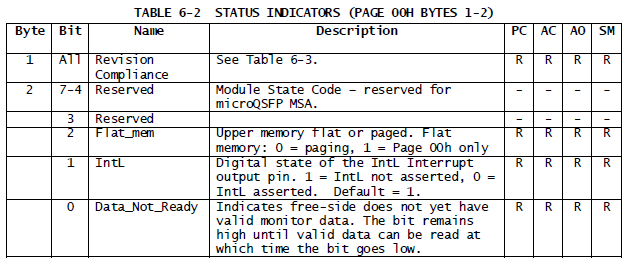 TABLE 6-2 STATUS INDICATORS (PAGE 00H BYTES 1-2)
Byte Bit Name Description PC AC AO SM
1 All Revision See Table 6-3. R R R R
Compliance
2 7-4 Reserved Module State Code – reserved for - - - -
microQSFP MSA.
3 Reserved - - - -
2 Flat_mem Upper memory flat or paged. Flat R R R R
memory: 0 = paging, 1 = Page 00h only
1 IntL Digital state of the IntL Interrupt R R R R
output pin. 1 = IntL not asserted, 0 =
IntL asserted. Default = 1.
0 Data_Not_Ready Indicates free-side does not yet have R R R R
valid monitor data. The bit remains
high until valid data can be read at
which time the bit goes low.